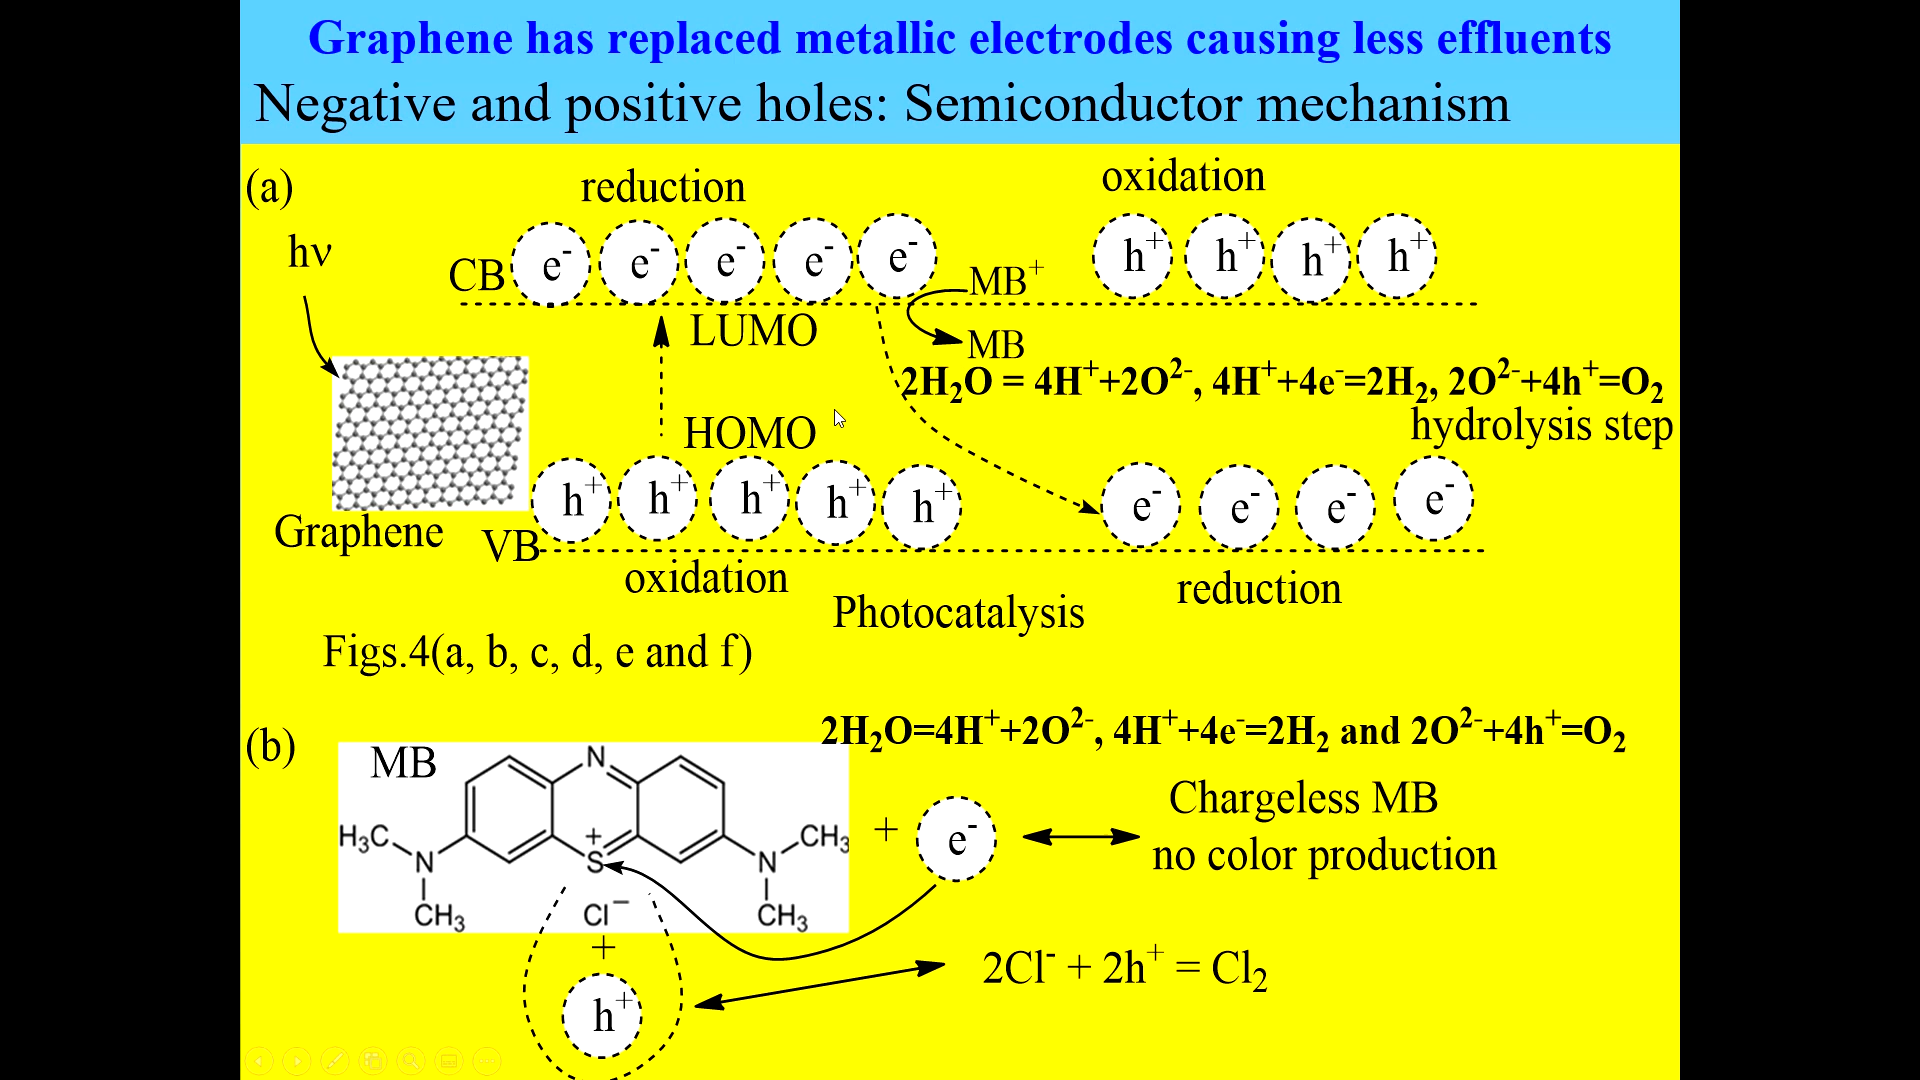 Graphene has replaced metallic electrodes causing less effluents
Negative and positive holes: Semiconductor mechanism
(a)
reduction
oxidation
hν
CB e⁻ e⁻ e⁻ e⁻ e⁻
h⁺ h⁺ h⁺ h⁺
MB⁺
LUMO
MB
2H₂O = 4H⁺+2O²⁻, 4H⁺+4e⁻=2H₂, 2O²⁻+4h⁺=O₂
hydrolysis step
HOMO
h⁺ h⁺ h⁺ h⁺ h⁺
e⁻ e⁻ e⁻ e⁻
Graphene
VB
oxidation
reduction
Photocatalysis
Figs.4(a, b, c, d, e and f)
2H₂O=4H⁺+2O²⁻, 4H⁺+4e⁻=2H₂ and 2O²⁻+4h⁺=O₂
(b)
MB
N
H₃C
N
CH₃
+
S
N
CH₃
CH₃
Cl⁻
+ e⁻
Chargeless MB
no color production
+
h⁺
2Cl⁻ + 2h⁺ = Cl₂